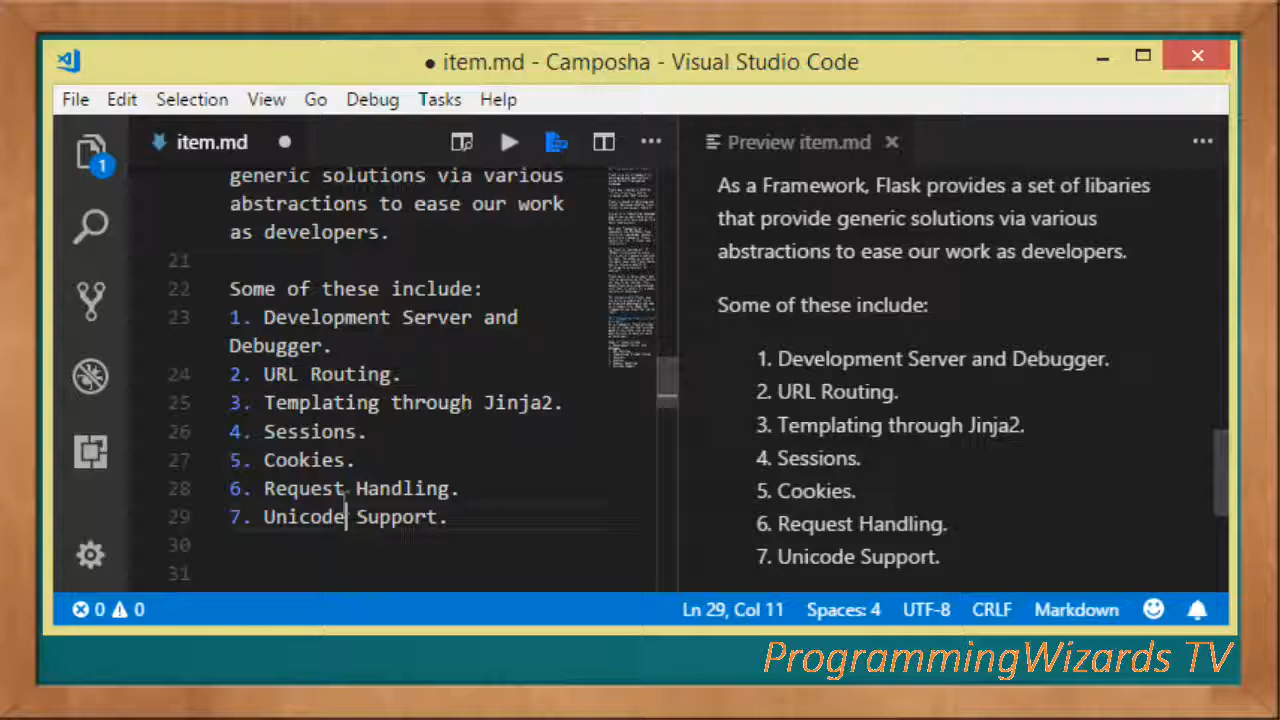 ● item.md - Camposha - Visual Studio Code
File Edit Selection View Go Debug Tasks Help
1
item.md
generic solutions via various
abstractions to ease our work
as developers.
21
22 Some of these include:
23 1. Development Server and
Debugger.
24 2. URL Routing.
25 3. Templating through Jinja2.
26 4. Sessions.
27 5. Cookies.
28 6. Request Handling.
29 7. Unicode Support.
30
31
Preview item.md
As a Framework, Flask provides a set of libaries
that provide generic solutions via various
abstractions to ease our work as developers.
Some of these include:
1. Development Server and Debugger.
2. URL Routing.
3. Templating through Jinja2.
4. Sessions.
5. Cookies.
6. Request Handling.
7. Unicode Support.
0 0 Ln 29, Col 11 Spaces: 4 UTF-8 CRLF Markdown
ProgrammingWizards TV